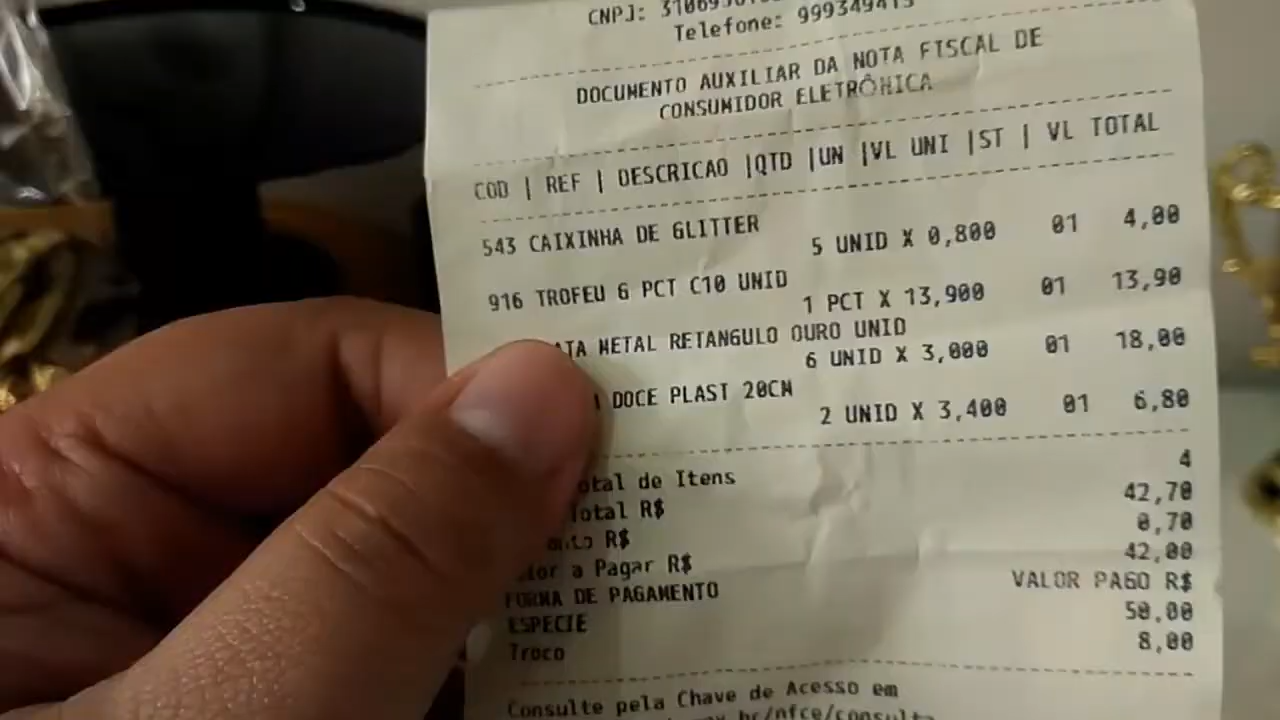 CNPJ:
Telefone: 999349415
DOCUMENTO AUXILIAR DA NOTA FISCAL DE
CONSUMIDOR ELETRÔNICA
COD | REF | DESCRICAO |QTD |UN |VL UNI |ST | VL TOTAL
543 CAIXINHA DE GLITTER
5 UNID X 0,800 01 4,00
916 TROFEU G PCT C10 UNID
1 PCT X 13,900 01 13,90
METAL RETANGULO OURO UNID
6 UNID X 3,000 01 18,00
DOCE PLAST 20CM
2 UNID X 3,400 01 6,80
de Itens 4
Total R$ 42,70
R$ 0,70
a Pagar R$ 42,00
FORMA DE PAGAMENTO VALOR PAGO R$
ESPECIE 50,00
Troco 8,00
Consulte pela Chave de Acesso em